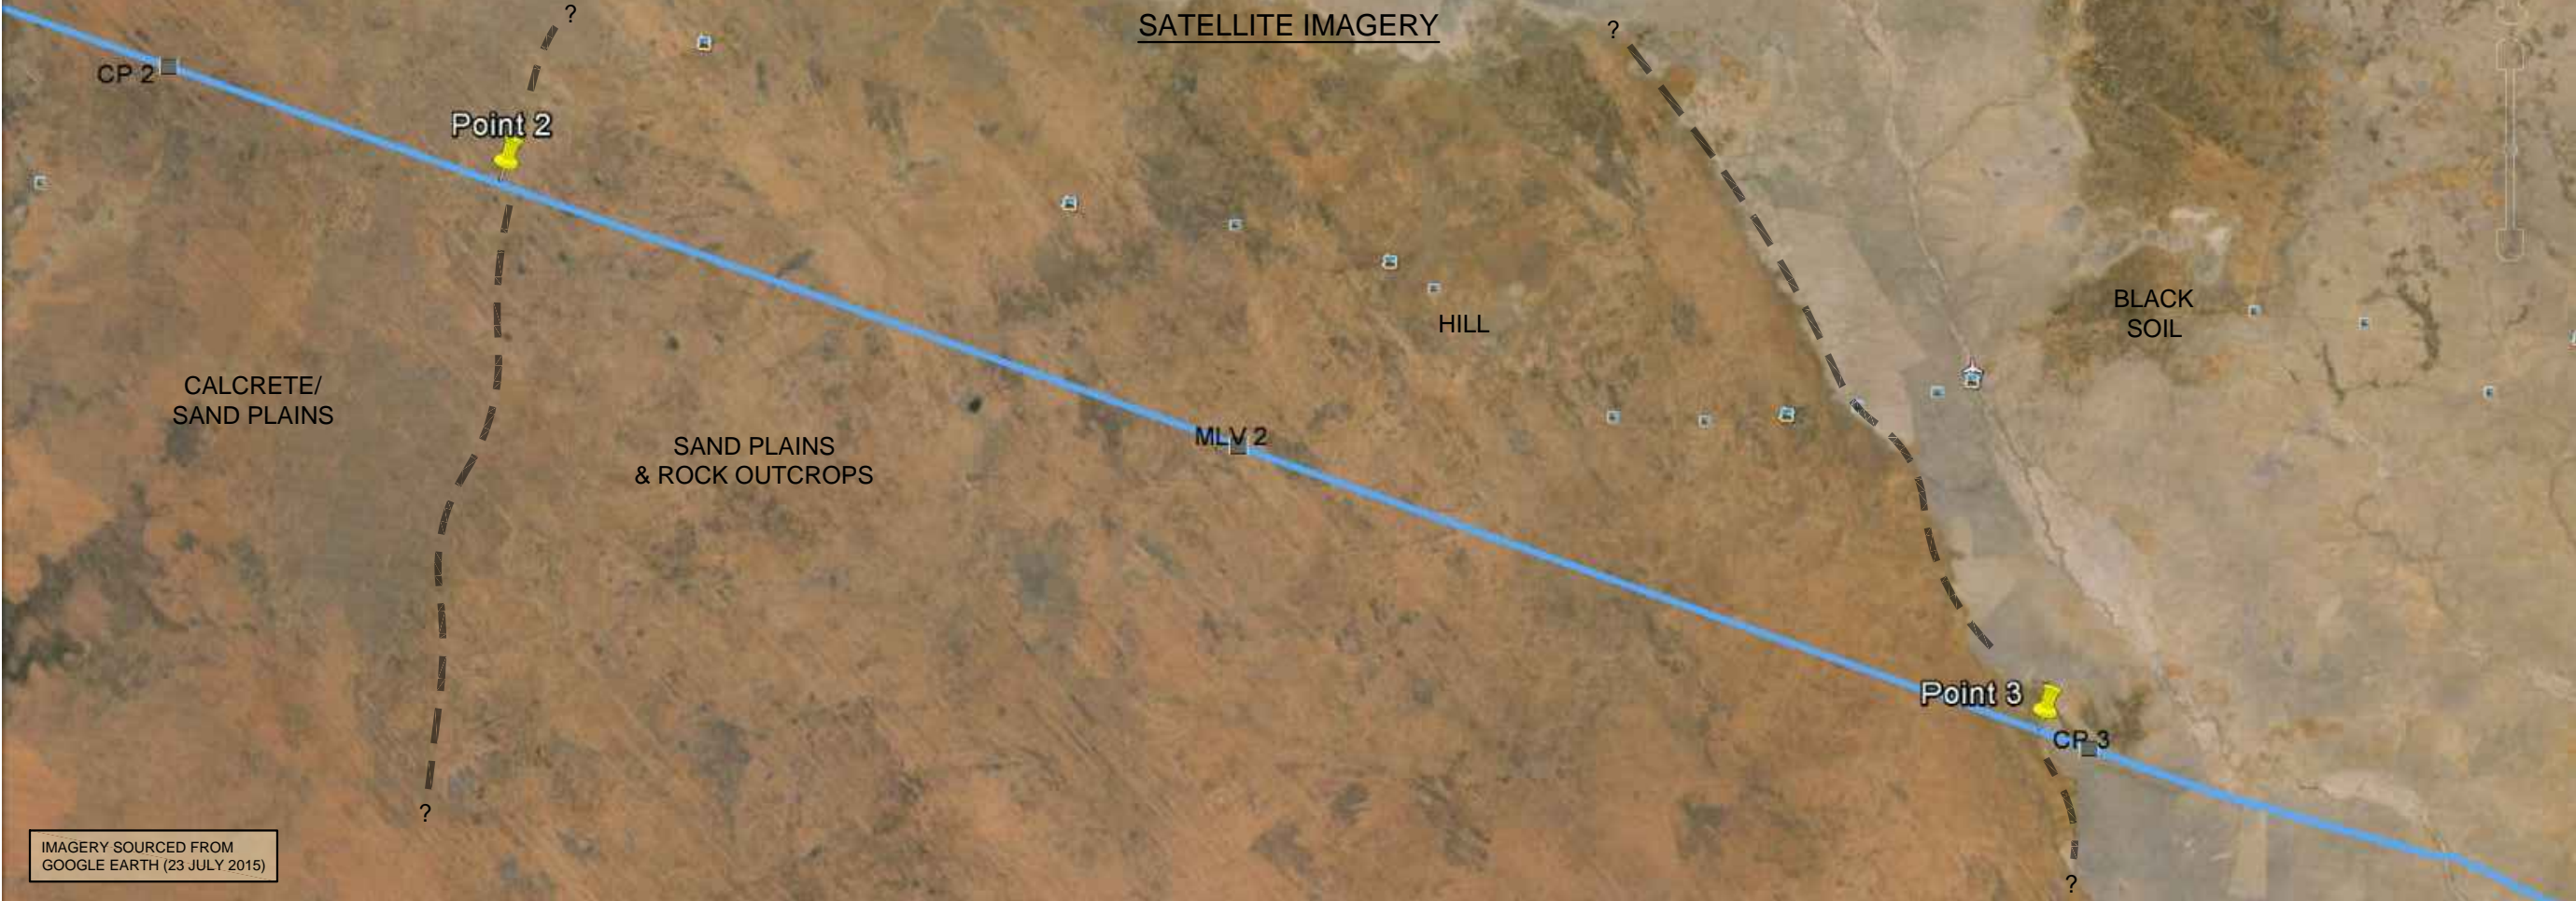 SATELLITE IMAGERY
?
?
CP 2
Point 2
BLACK
SOIL
HILL
CALCRETE/
SAND PLAINS
MLV 2
SAND PLAINS
& ROCK OUTCROPS
Point 3
CP 3
?
IMAGERY SOURCED FROM
GOOGLE EARTH (23 JULY 2015)
?